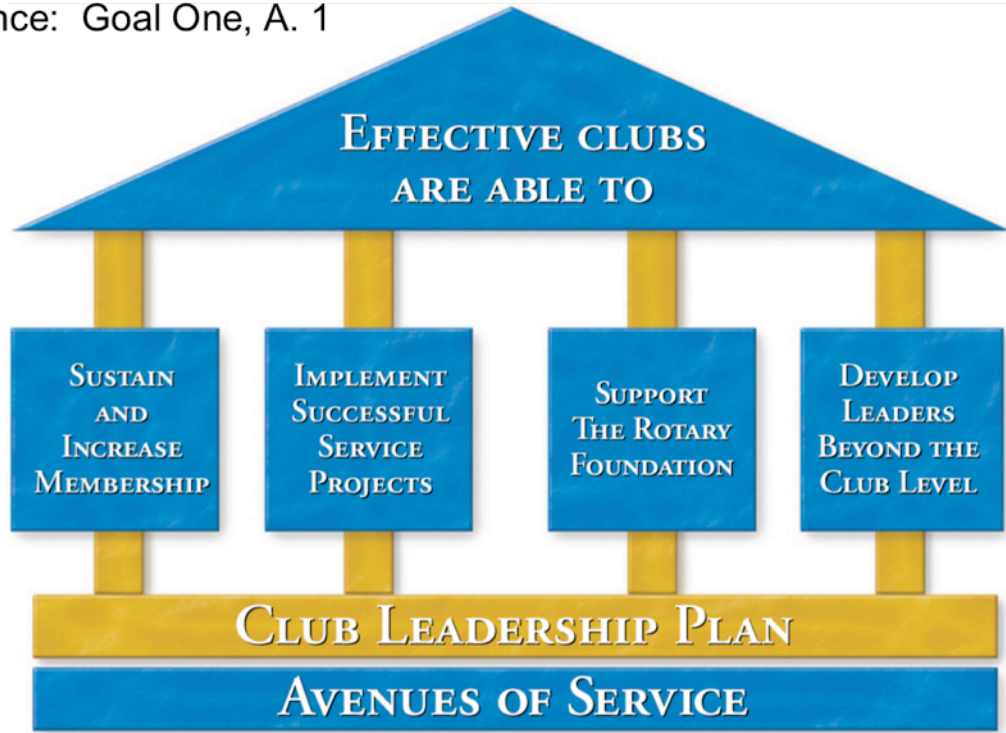 nce: Goal One, A. 1
EFFECTIVE CLUBS
ARE ABLE TO
SUSTAIN
AND
INCREASE
MEMBERSHIP
IMPLEMENT
SUCCESSFUL
SERVICE
PROJECTS
SUPPORT
THE ROTARY
FOUNDATION
DEVELOP
LEADERS
BEYOND THE
CLUB LEVEL
CLUB LEADERSHIP PLAN
AVENUES OF SERVICE